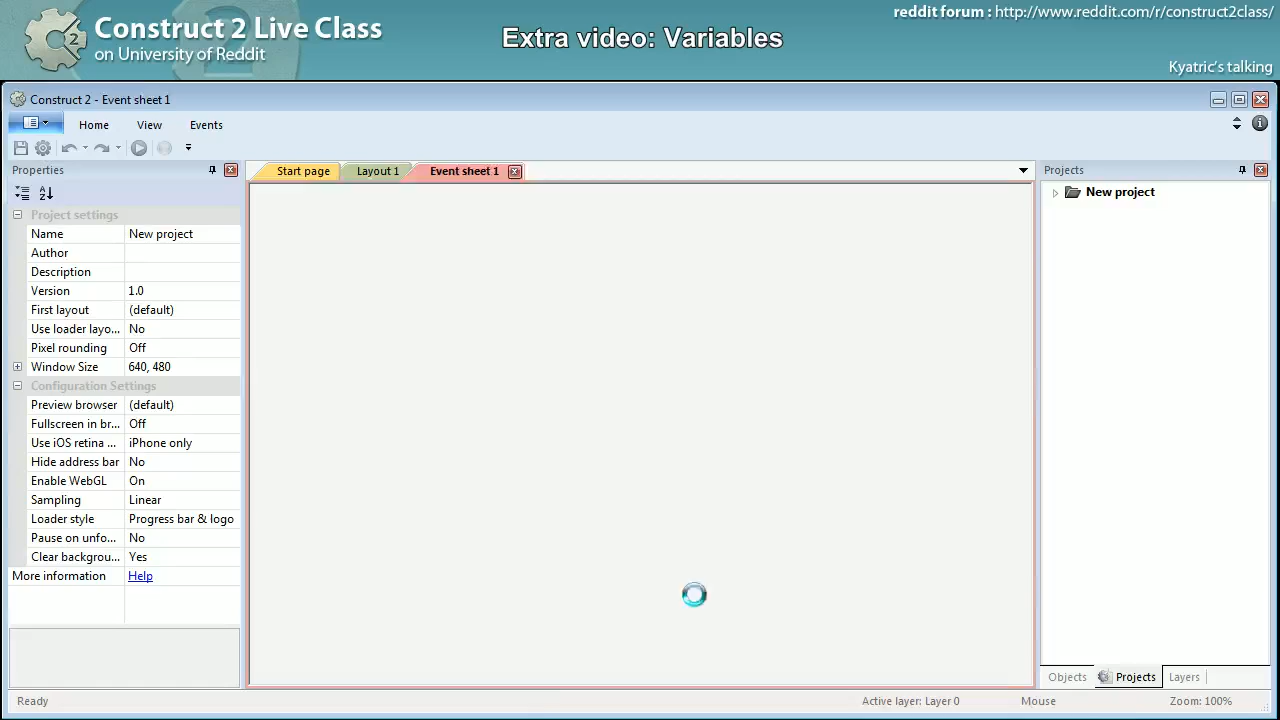 Construct 2 Live Class
on University of Reddit
Extra video: Variables
reddit forum : http://www.reddit.com/r/construct2class/
Kyatric's talking
Construct 2 - Event sheet 1
Home View Events
Properties
Start page Layout 1 Event sheet 1
Projects
New project
Project settings
Name New project
Author
Description
Version 1.0
First layout (default)
Use loader layo... No
Pixel rounding Off
Window Size 640, 480
Configuration Settings
Preview browser (default)
Fullscreen in br... Off
Use iOS retina ... iPhone only
Hide address bar No
Enable WebGL On
Sampling Linear
Loader style Progress bar & logo
Pause on unfo... No
Clear backgrou... Yes
More information Help
Objects Projects Layers
Ready Active layer: Layer 0 Mouse Zoom: 100%